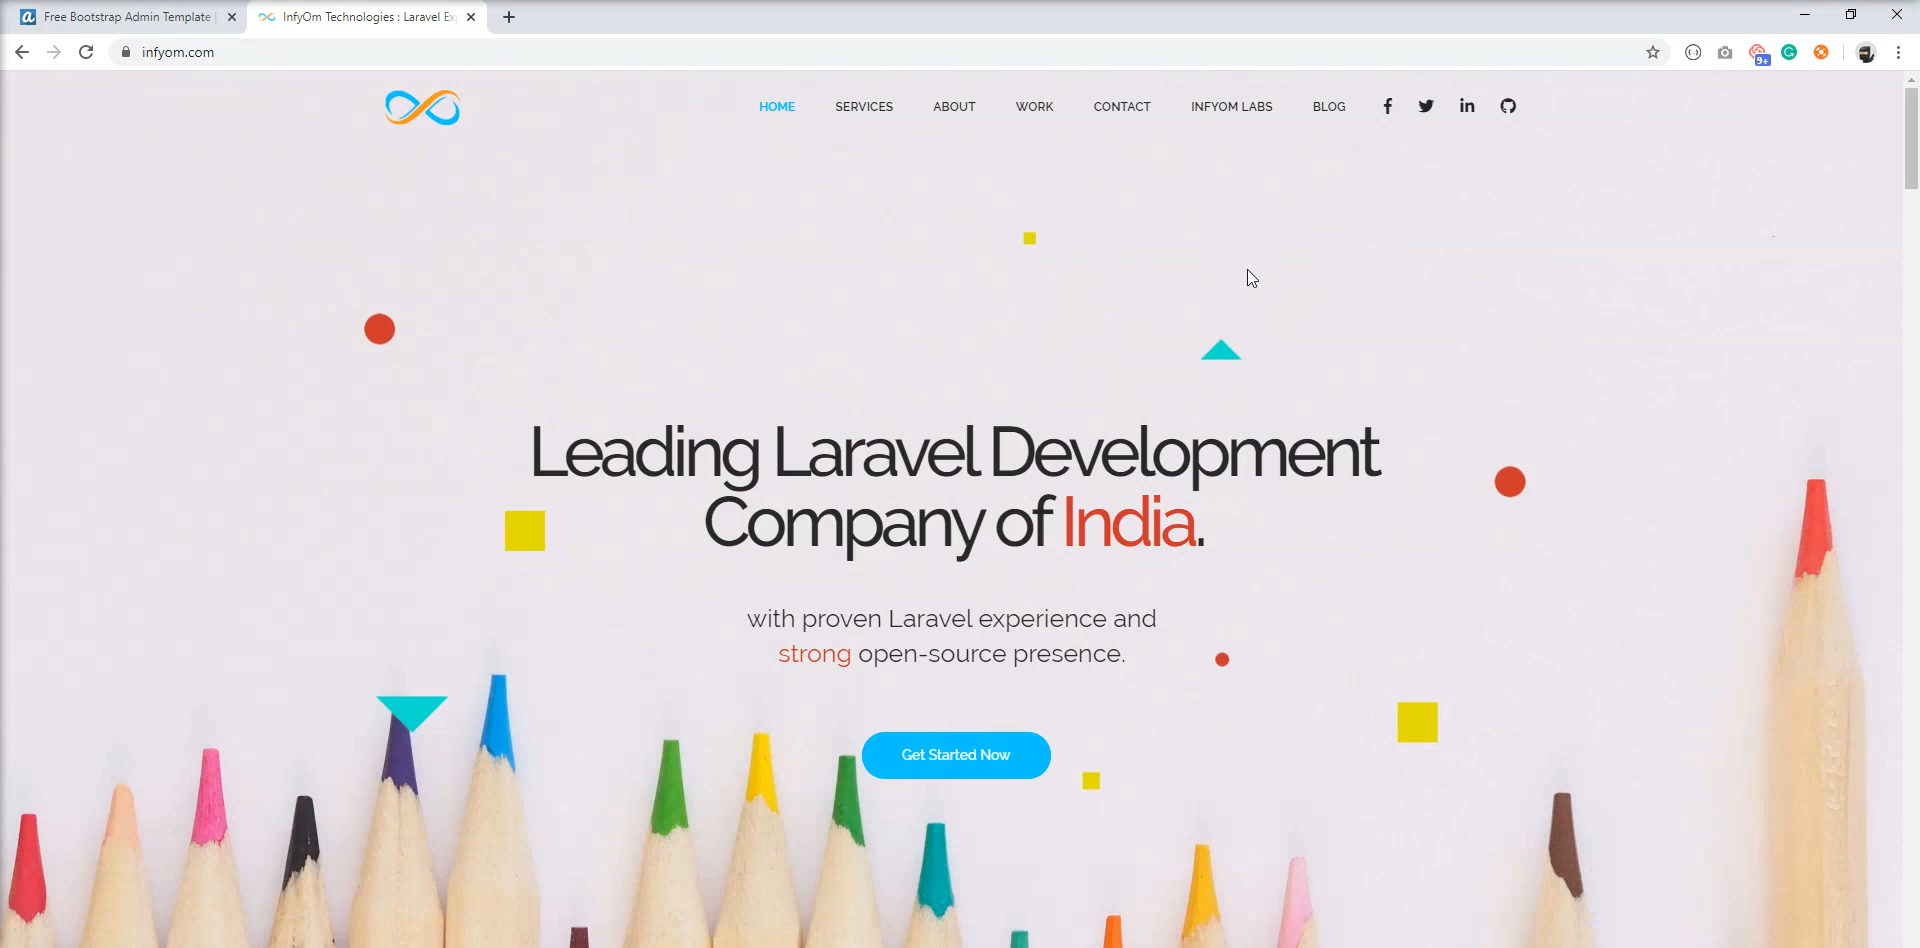 Free Bootstrap Admin Template |
InfyOm Technologies : Laravel Ex
infyom.com
9+
HOME
SERVICES
ABOUT
WORK
CONTACT
INFYOM LABS
BLOG
Leading Laravel Development
Company of India.
with proven Laravel experience and
strong open-source presence.
Get Started Now